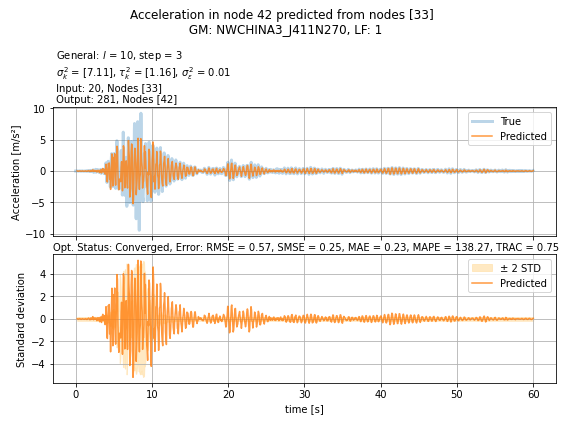 Acceleration in node 42 predicted from nodes [33]
GM: NWCHINA3_J411N270, LF: 1
General: l = 10, step = 3
σ²ₖ = [7.11], τ²ₖ = [1.16], σ²ε = 0.01
Input: 20, Nodes [33]
Output: 281, Nodes [42]
10
5
0
−5
−10
Acceleration [m/s²]
True
Predicted
Opt. Status: Converged, Error: RMSE = 0.57, SMSE = 0.25, MAE = 0.23, MAPE = 138.27, TRAC = 0.75
4
2
0
−2
−4
Standard deviation
± 2 STD
Predicted
0 10 20 30 40 50 60
time [s]